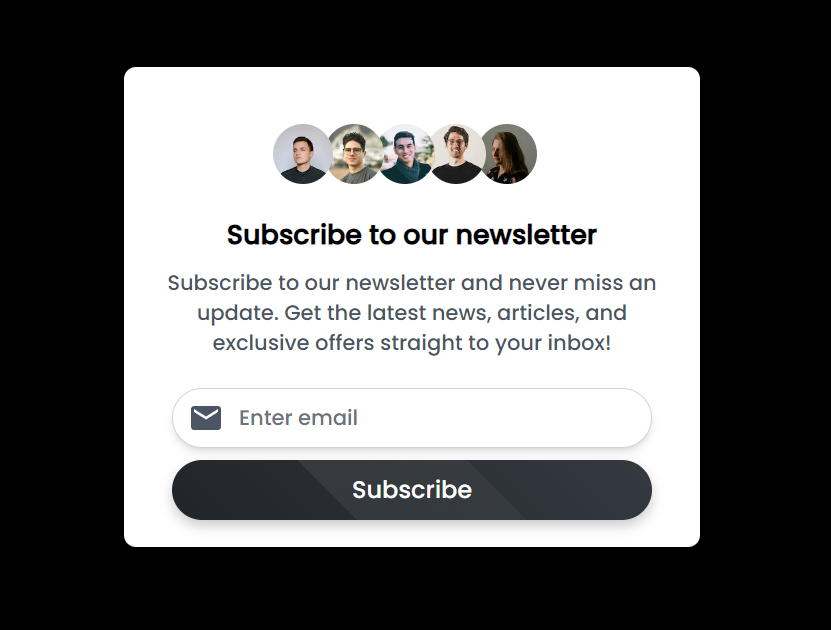 Subscribe to our newsletter
Subscribe to our newsletter and never miss an
update. Get the latest news, articles, and
exclusive offers straight to your inbox!
Enter email
Subscribe